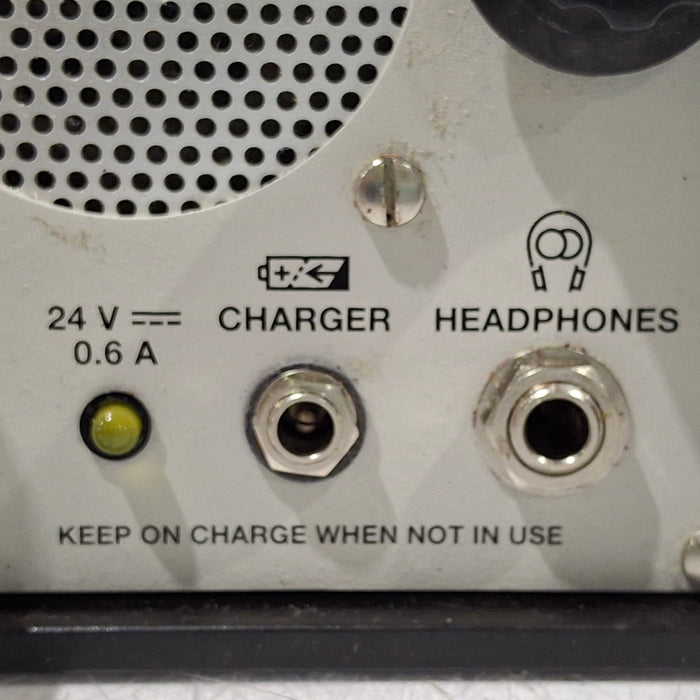 24 V ⎓
CHARGER
HEADPHONES
0.6 A
KEEP ON CHARGE WHEN NOT IN USE